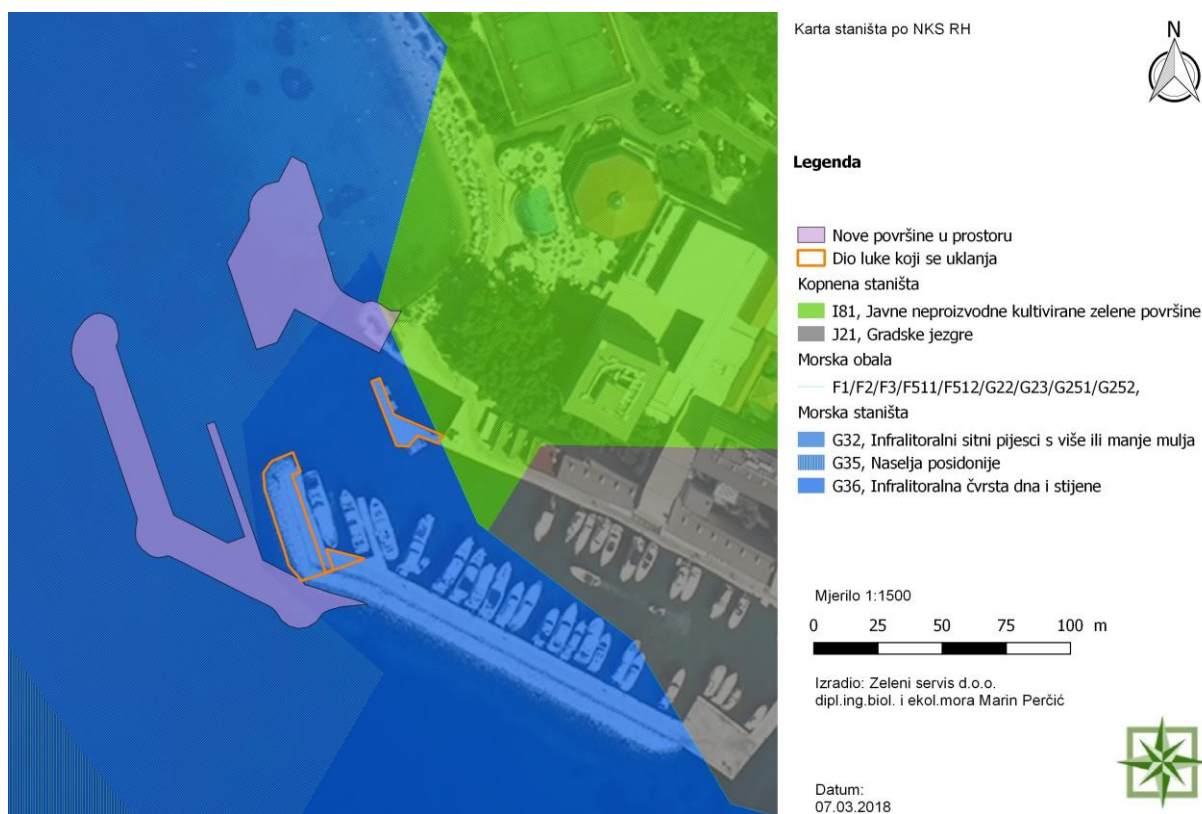 Karta staništa po NKS RH
N
Legenda
Nove površine u prostoru
Dio luke koji se uklanja
Kopnena staništa
I81, Javne neproizvodne kultivirane zelene površine
J21, Gradske jezgre
Morska obala
F1/F2/F3/F511/F512/G22/G23/G251/G252,
Morska staništa
G32, Infralitoralni sitni pijesci s više ili manje mulja
G35, Naselja posidonije
G36, Infralitoralna čvrsta dna i stijene
Mjerilo 1:1500
0 25 50 75 100 m
Izradio: Zeleni servis d.o.o.
dipl.ing.biol. i ekol.mora Marin Perčić
Datum:
07.03.2018